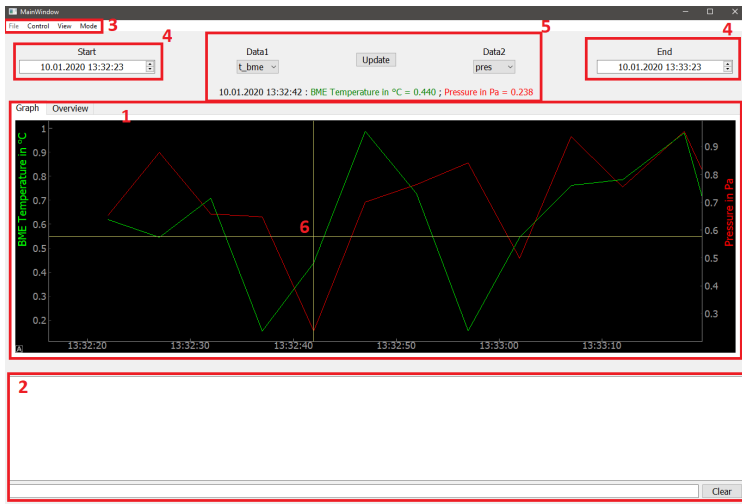 MainWindow
File Control View Mode 3
4 5 4
Start Data1 Update Data2 End
10.01.2020 13:32:23 t_bme pres 10.01.2020 13:33:23
10.01.2020 13:32:42 : BME Temperature in °C = 0.440 ; Pressure in Pa = 0.238
Graph Overview
1
BME Temperature in °C
1
0.9
0.8
0.7
0.6
0.5
0.4
0.3
0.2
6
0.9
0.8
0.7
0.6
0.5
0.4
0.3
Pressure in Pa
A
13:32:20 13:32:30 13:32:40 13:32:50 13:33:00 13:33:10
2
Clear